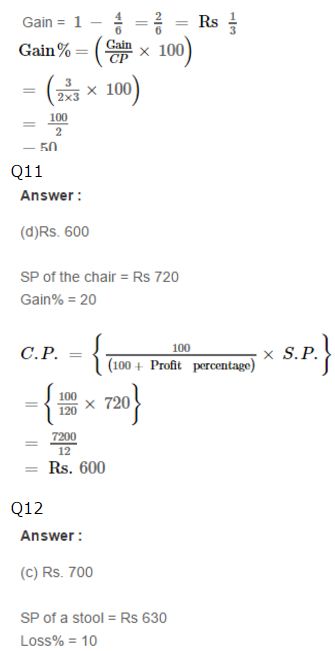 Gain = 1 − 4/6 = 2/6 = Rs 1/3
Gain% = (Gain/CP × 100)
= (3/(2×3) × 100)
= 100/2
= 50
Q11
Answer :
(d)Rs. 600
SP of the chair = Rs 720
Gain% = 20
C.P. = {100/(100 + Profit percentage) × S.P.}
= {100/120 × 720}
= 7200/12
= Rs. 600
Q12
Answer :
(c) Rs. 700
SP of a stool = Rs 630
Loss% = 10